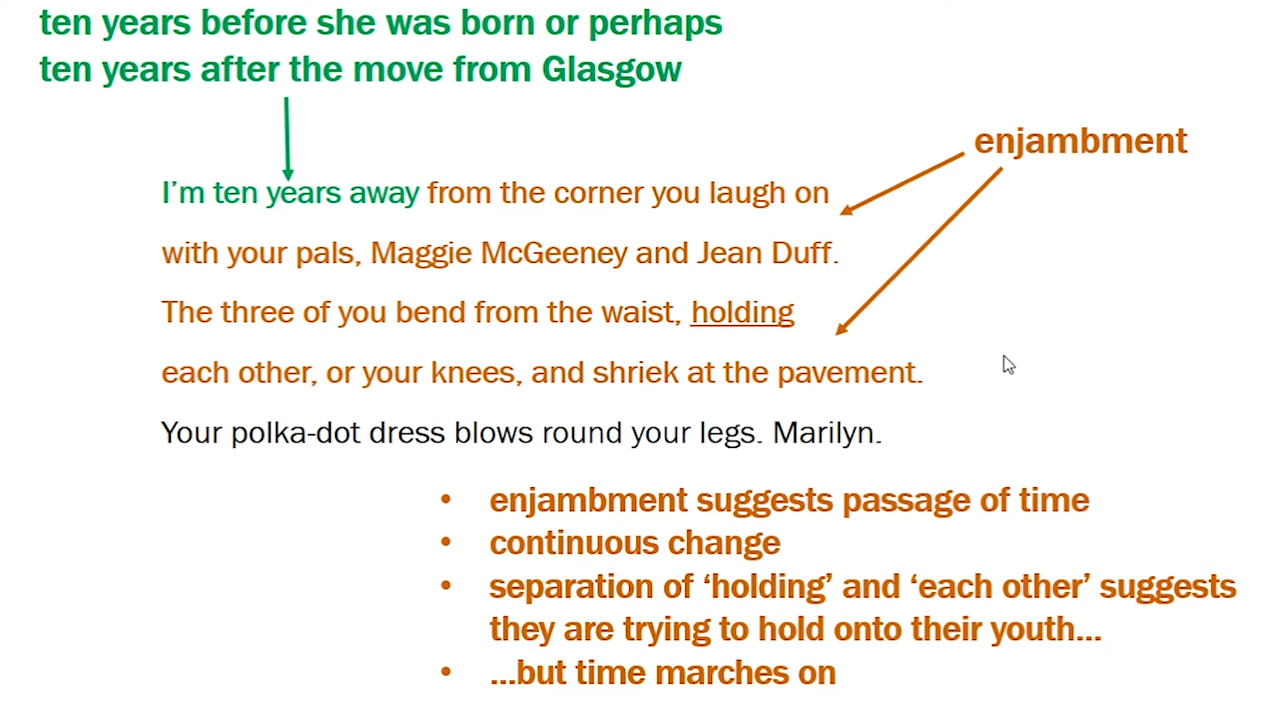 ten years before she was born or perhaps
ten years after the move from Glasgow
enjambment
I’m ten years away from the corner you laugh on
with your pals, Maggie McGeeney and Jean Duff.
The three of you bend from the waist, holding
each other, or your knees, and shriek at the pavement.
Your polka-dot dress blows round your legs. Marilyn.
• enjambment suggests passage of time
• continuous change
• separation of ‘holding’ and ‘each other’ suggests
they are trying to hold onto their youth…
• …but time marches on